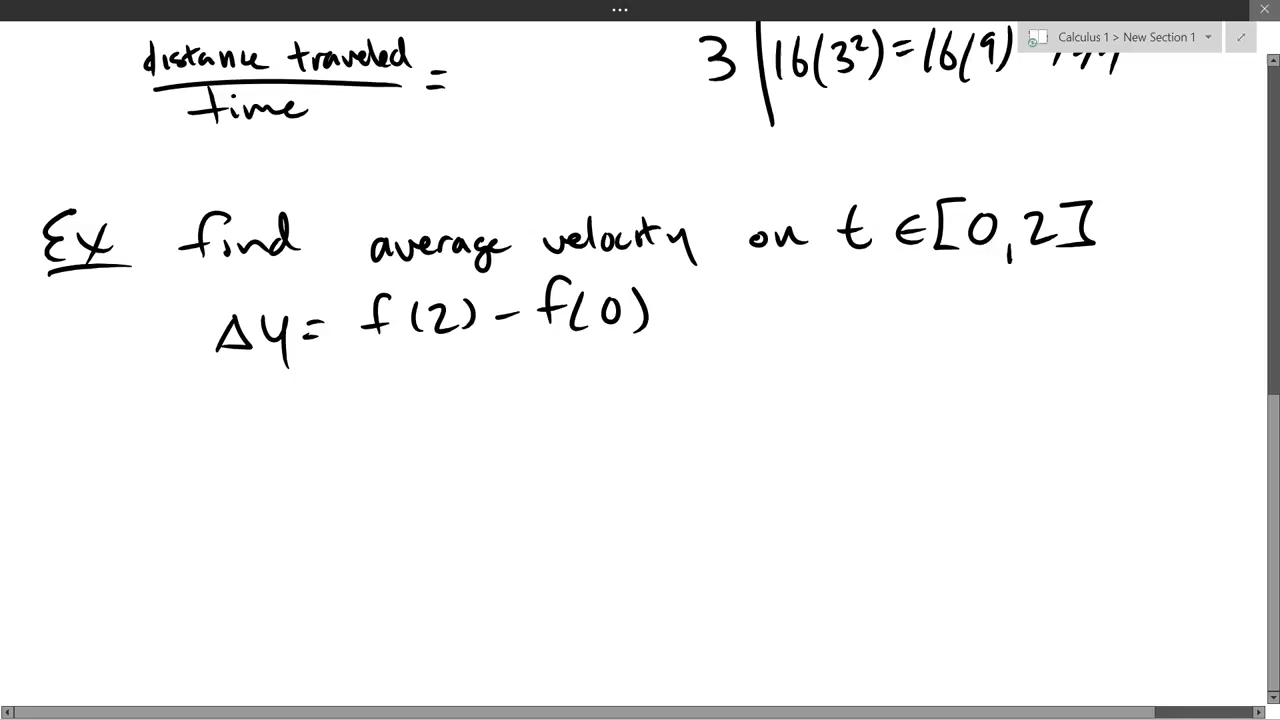 Calculus 1 > New Section 1
distance traveled
time
=
3 | 16(3²) = 16(9)
Ex find average velocity on t ∈ [0,2]
Δy = f(2) - f(0)